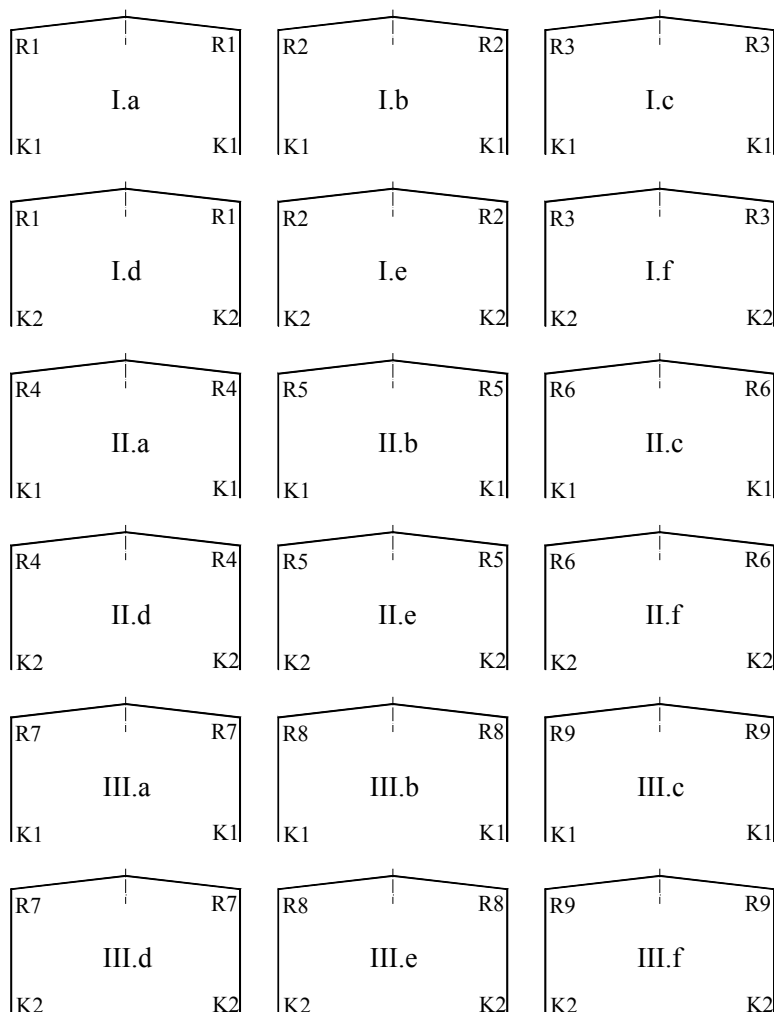 R1 R1 R2 R2 R3 R3
I.a I.b I.c
K1 K1 K1 K1 K1 K1
R1 R1 R2 R2 R3 R3
I.d I.e I.f
K2 K2 K2 K2 K2 K2
R4 R4 R5 R5 R6 R6
II.a II.b II.c
K1 K1 K1 K1 K1 K1
R4 R4 R5 R5 R6 R6
II.d II.e II.f
K2 K2 K2 K2 K2 K2
R7 R7 R8 R8 R9 R9
III.a III.b III.c
K1 K1 K1 K1 K1 K1
R7 R7 R8 R8 R9 R9
III.d III.e III.f
K2 K2 K2 K2 K2 K2